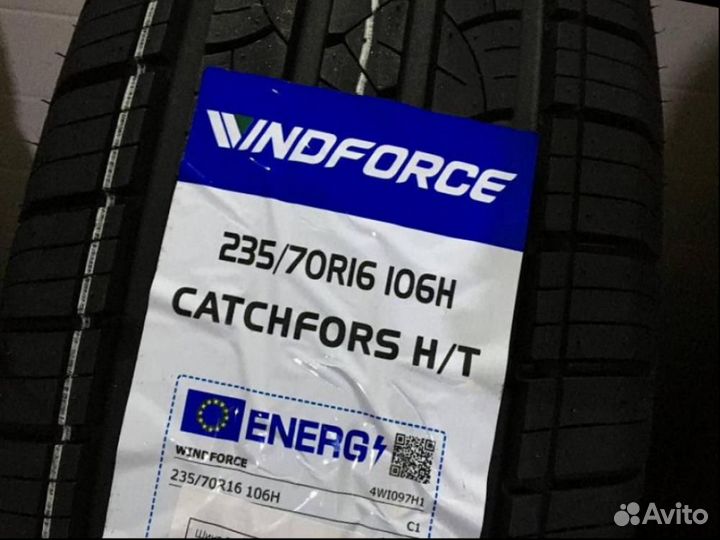 WINDFORCE
235/70R16 106H
CATCHFORS H/T
ENERG
WINDFORCE
4WI097H1
235/70R16 106H
C1
Avito